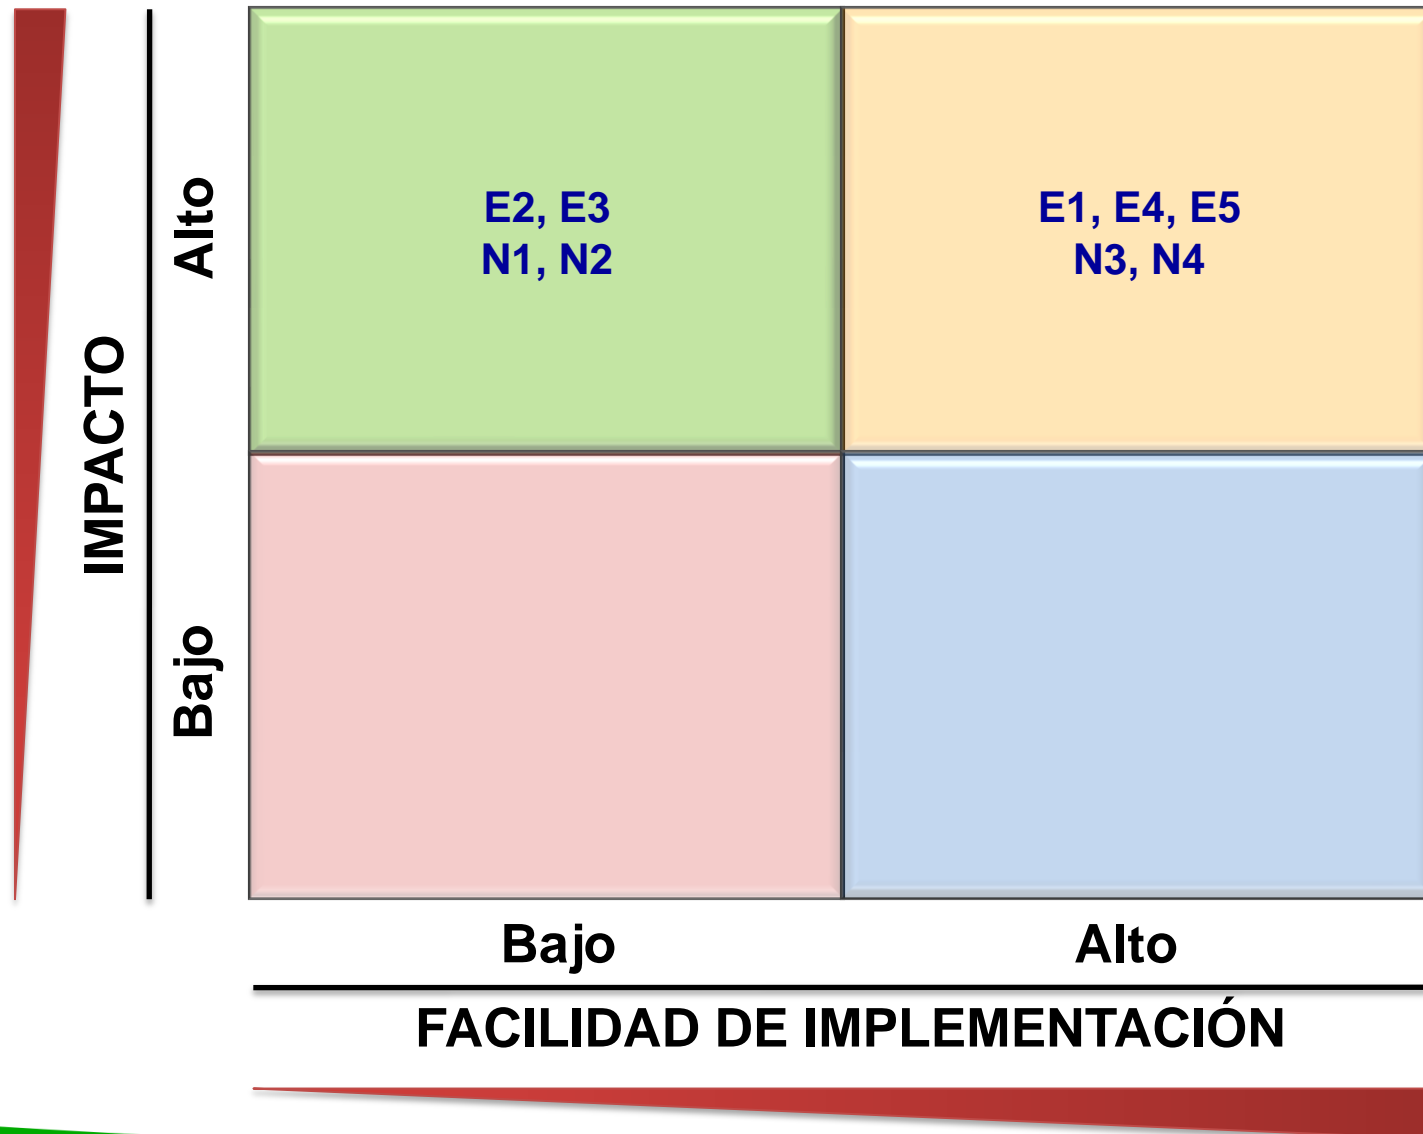 IMPACTO
Alto
Bajo
E2, E3
N1, N2
E1, E4, E5
N3, N4
Bajo
Alto
FACILIDAD DE IMPLEMENTACIÓN